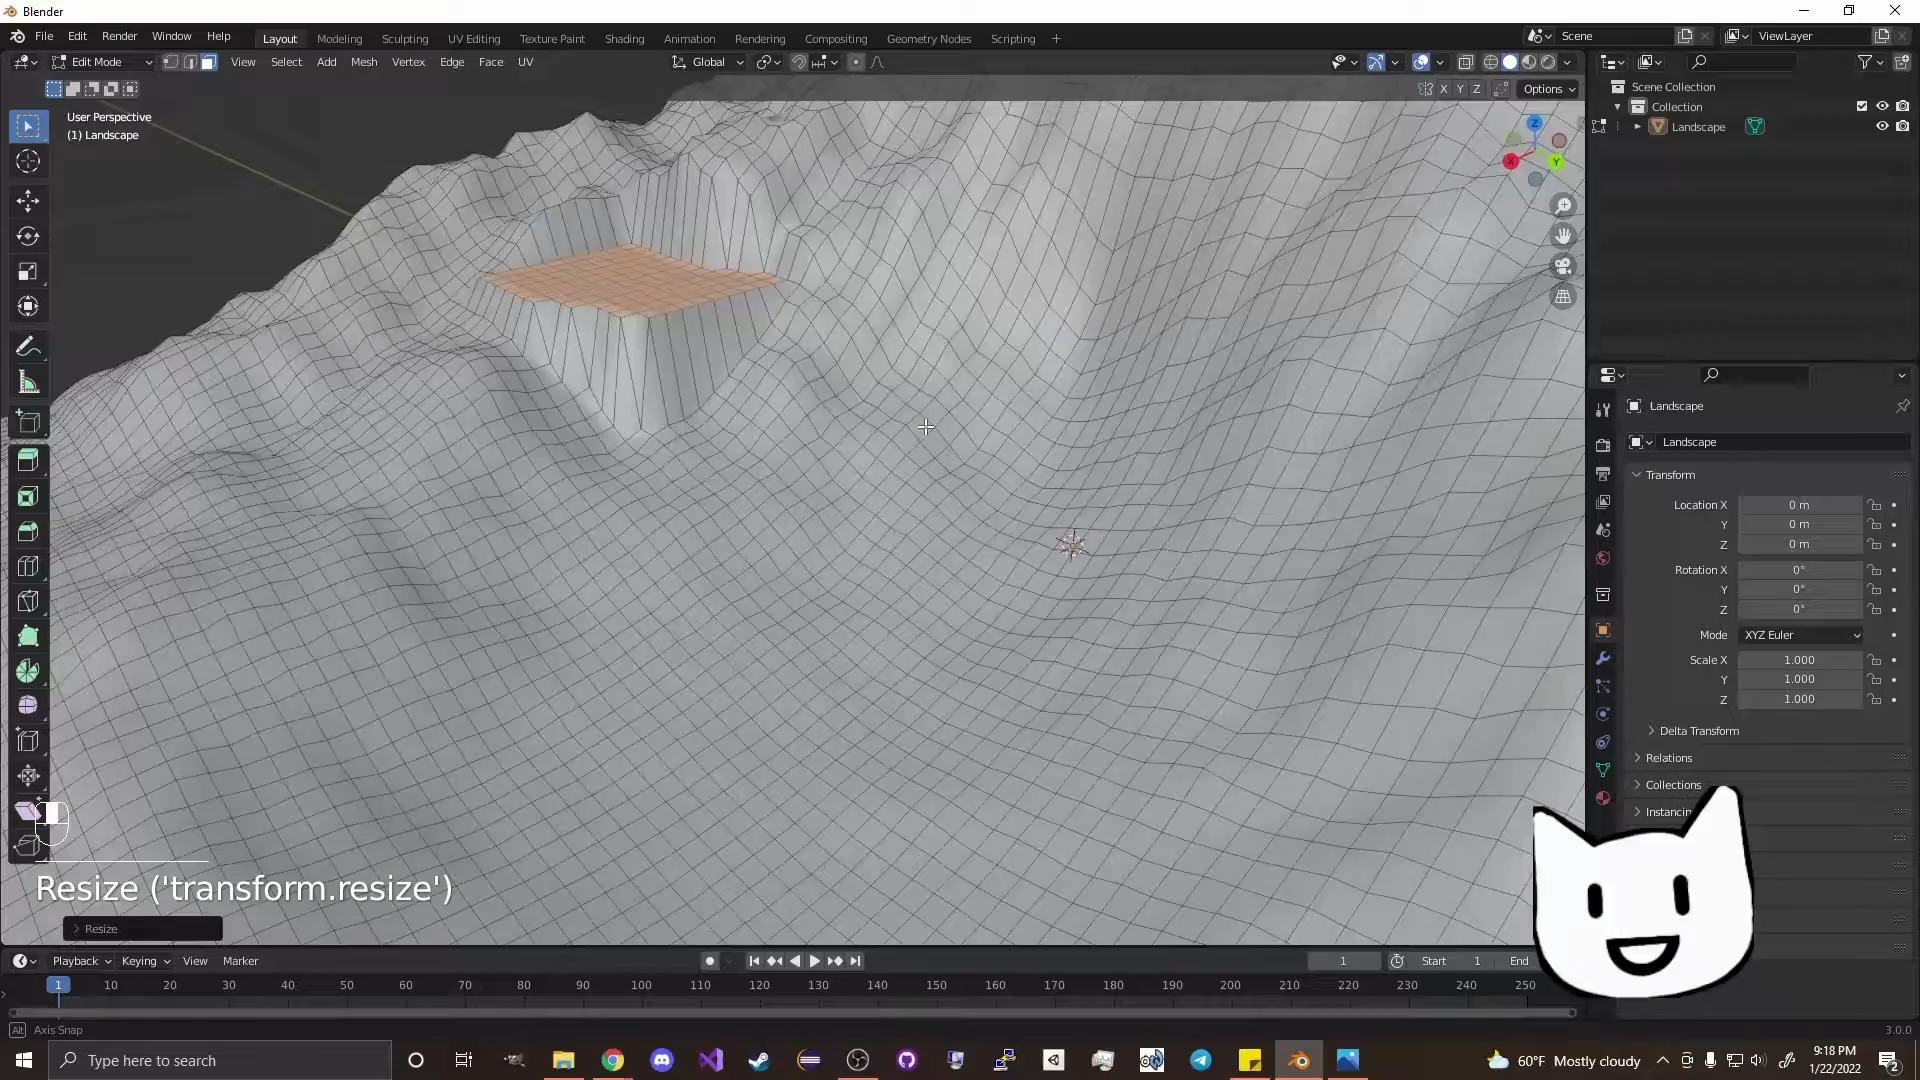 Blender
File Edit Render Window Help Layout Modeling Sculpting UV Editing Texture Paint Shading Animation Rendering Compositing Geometry Nodes Scripting + Scene ViewLayer
Edit Mode View Select Add Mesh Vertex Edge Face UV Global
X Y Z Options
User Perspective
(1) Landscape
Z
X Y
Scene Collection
Collection
Landscape
Landscape
Landscape
Transform
Location X 0 m
Y 0 m
Z 0 m
Rotation X 0°
Y 0°
Z 0°
Mode XYZ Euler
Scale X 1.000
Y 1.000
Z 1.000
Delta Transform
Relations
Collections
Instancin
Resize ('transform.resize')
Resize
Playback Keying View Marker 1 Start 1 End
1 10 20 30 40 50 60 70 80 90 100 110 120 130 140 150 160 170 180 190 200 210 220 230 240 250
Alt Axis Snap 3.0.0
Type here to search 60°F Mostly cloudy 9:18 PM
1/22/2022
2